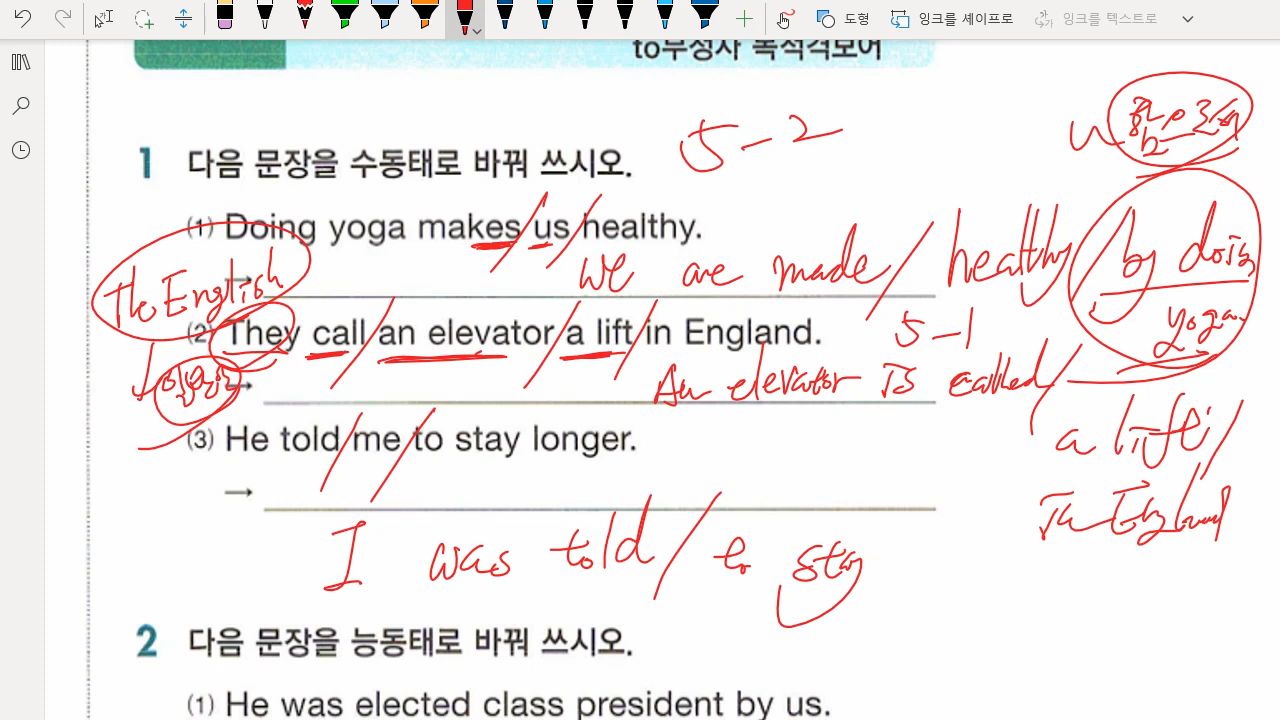 도형 잉크를 셰이프로 잉크를 텍스트로
to부정사 목적격보어
5-2
1 다음 문장을 수동태로 바꿔 쓰시오.
(1) Doing yoga makes us healthy.
→ We are made / healthy by doing yoga
The English
(2) They call an elevator a lift in England.
5-1
→ An elevator is called / a lift / in England
(3) He told me to stay longer.
→
I was told / to stay
2 다음 문장을 능동태로 바꿔 쓰시오.
(1) He was elected class president by us.